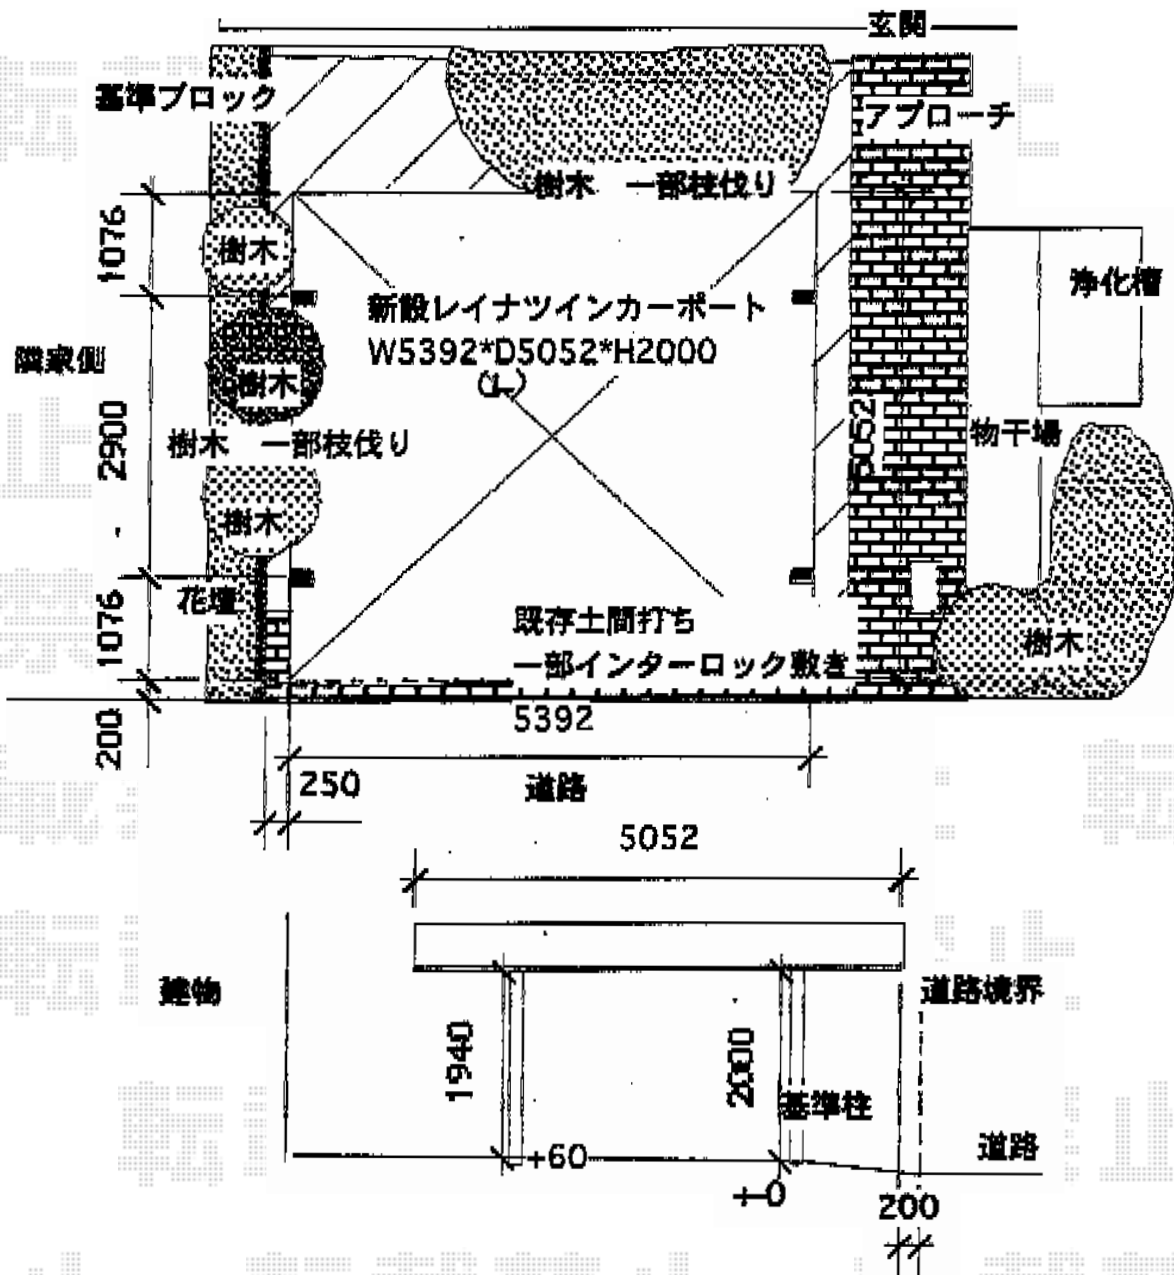 玄関
基準ブロック
アプローチ
樹木 一部枝伐り
1076
樹木
浄化槽
新設レイナツインカーポート
W5392*D5052*H2000
(L)
隣家側
樹木
5052
2900
樹木 一部枝伐り
物干場
樹木
花壇
1076
既存土間打ち
一部インターロック敷き
樹木
200
5392
250
道路
5052
建物
道路境界
1940
2000
基準柱
道路
+60
+-0
200